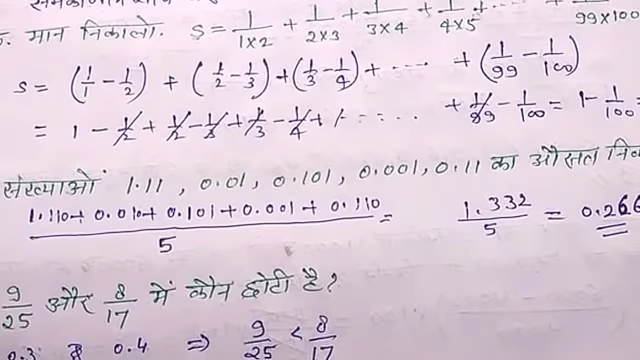 मान निकालो. S = 1/(1×2) + 1/(2×3) + 1/(3×4) + 1/(4×5) + ..... + 1/(99×100)
S = (1/1 - 1/2) + (1/2 - 1/3) + (1/3 - 1/4) + ..... + (1/99 - 1/100)
= 1 - 1/2 + 1/2 - 1/3 + 1/3 - 1/4 + ..... + 1/99 - 1/100 = 1 - 1/100 =
संख्याओं 1.11, 0.01, 0.101, 0.001, 0.11 का औसत
(1.110 + 0.010 + 0.101 + 0.001 + 0.110)/5 = 1.332/5 = 0.266
9/25 और 8/17 में कौन छोटी है?
0.3 0.4 ⇒ 9/25 < 8/17